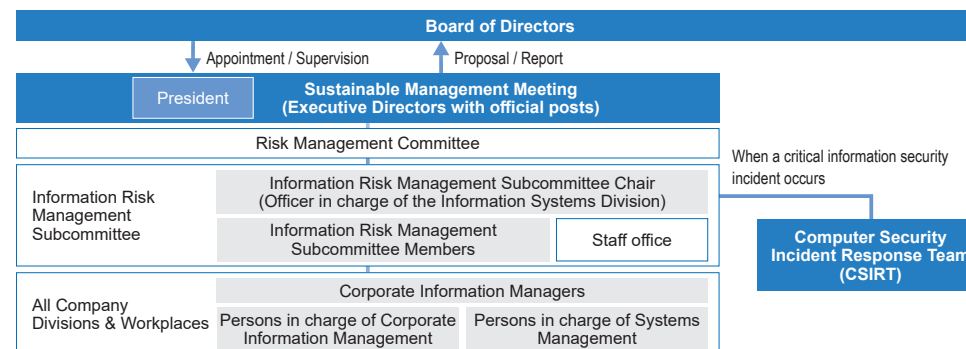 Board of Directors
Appointment / Supervision
Proposal / Report
President
Sustainable Management Meeting
(Executive Directors with official posts)
Risk Management Committee
When a critical information security
incident occurs
Information Risk
Management
Subcommittee
Information Risk Management Subcommittee Chair
(Officer in charge of the Information Systems Division)
Information Risk Management
Subcommittee Members
Staff office
Computer Security
Incident Response Team
(CSIRT)
All Company
Divisions & Workplaces
Corporate Information Managers
Persons in charge of Corporate
Information Management
Persons in charge of Systems
Management